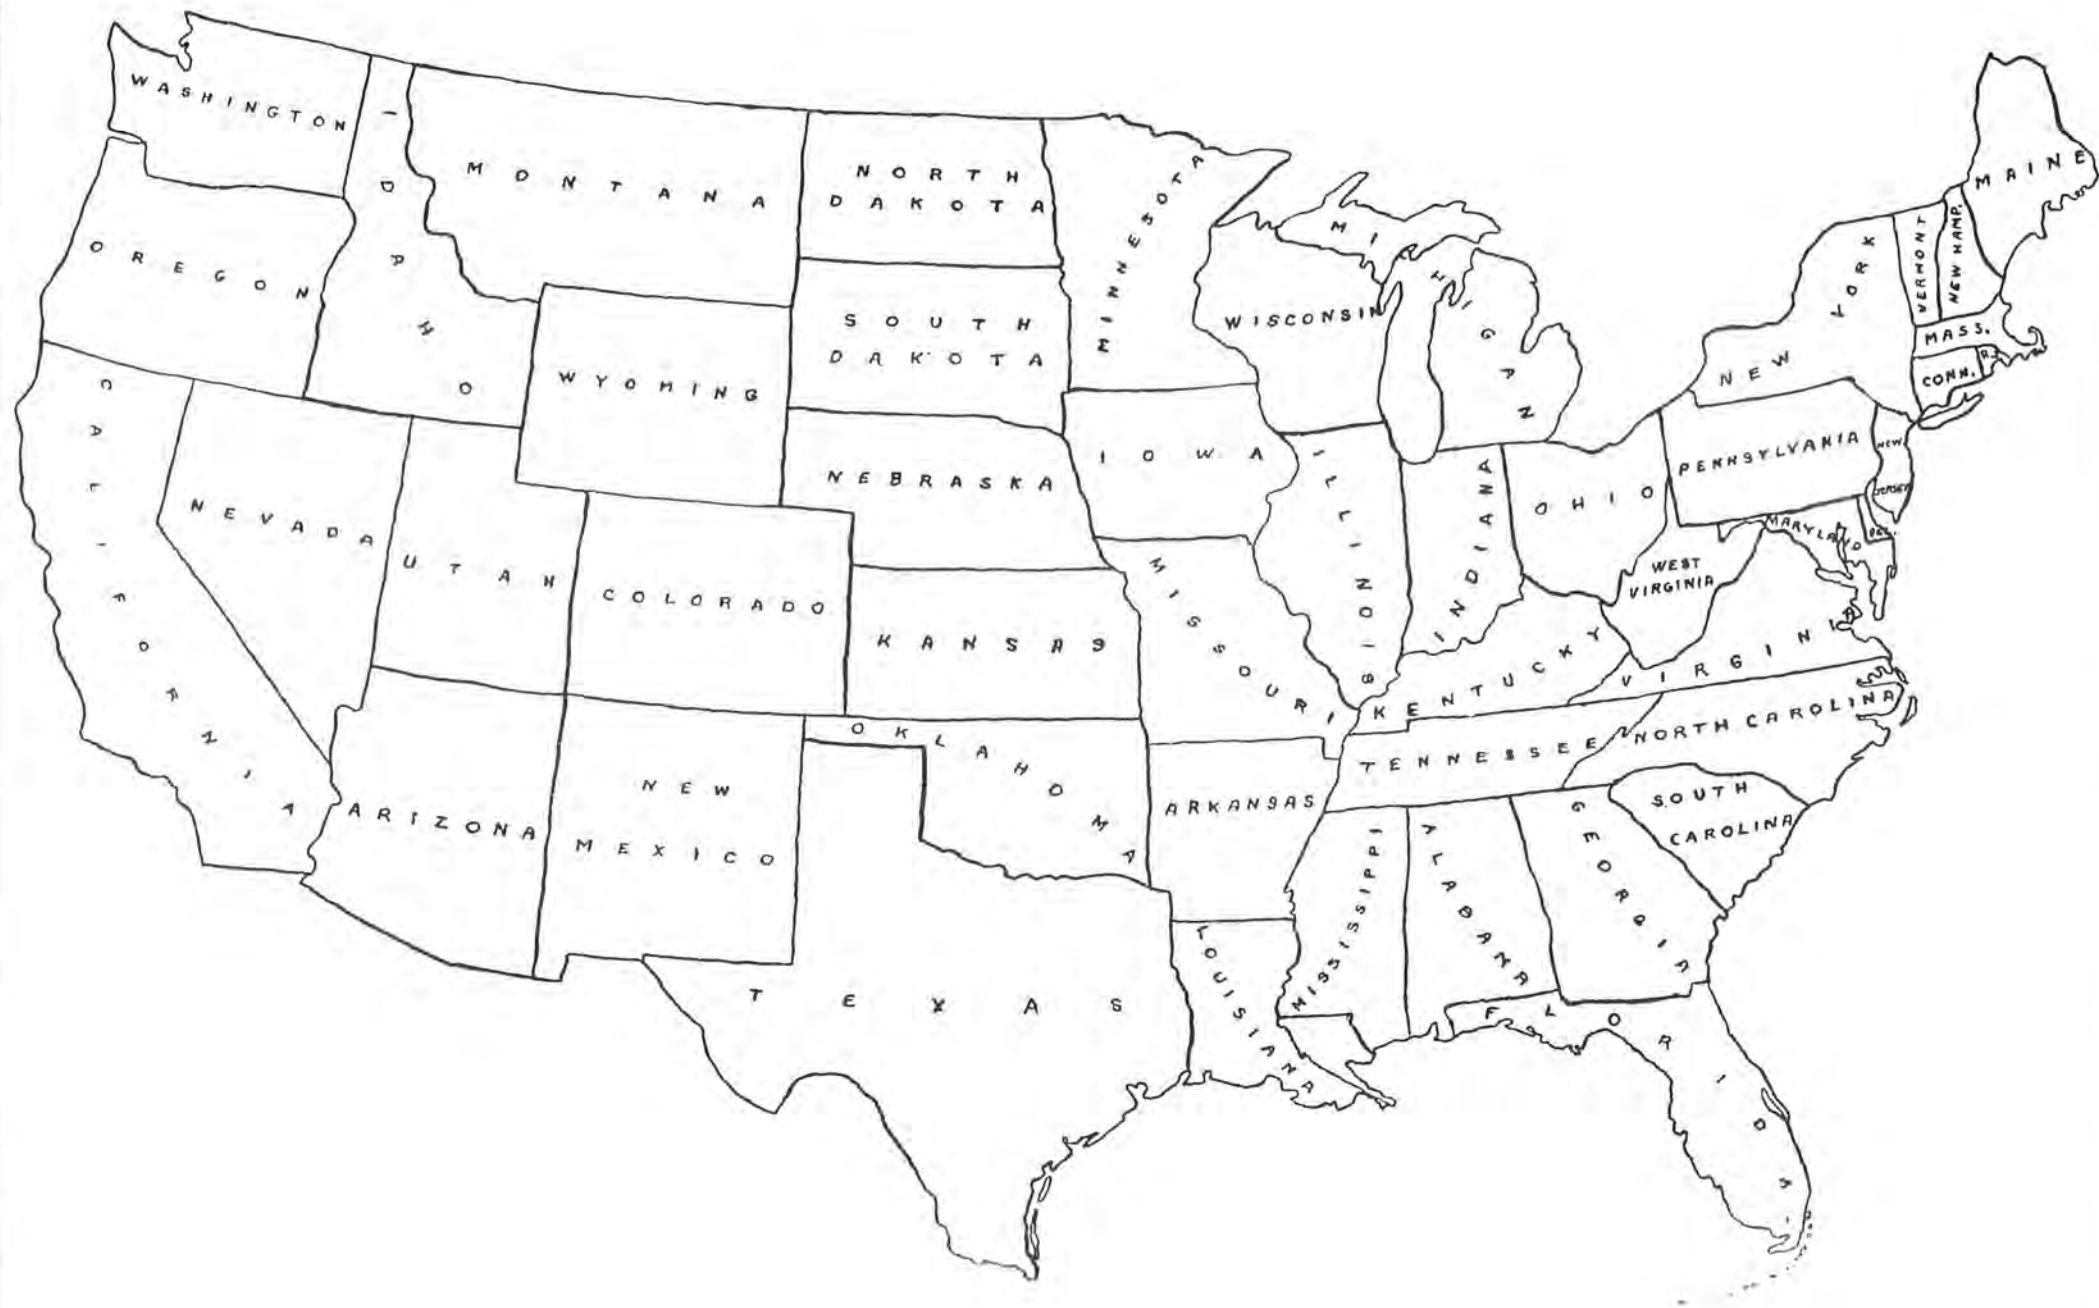 WASHINGTON
IDAHO
MONTANA
NORTH
DAKOTA
MINNESOTA
MAINE
OREGON
SOUTH
DAKOTA
WISCONSIN
MICHIGAN
NEW YORK
VERMONT
NEW HAMP.
MASS.
CONN.
R.I.
WYOMING
CALIFORNIA
NEVADA
UTAH
COLORADO
NEBRASKA
IOWA
ILLINOIS
INDIANA
OHIO
PENNSYLVANIA
NEW
JERSEY
MARYLAND
DEL.
WEST
VIRGINIA
VIRGINIA
KANSAS
MISSOURI
KENTUCKY
ARIZONA
NEW
MEXICO
OKLAHOMA
ARKANSAS
TENNESSEE
NORTH CAROLINA
SOUTH
CAROLINA
TEXAS
LOUISIANA
MISSISSIPPI
ALABAMA
GEORGIA
FLORIDA